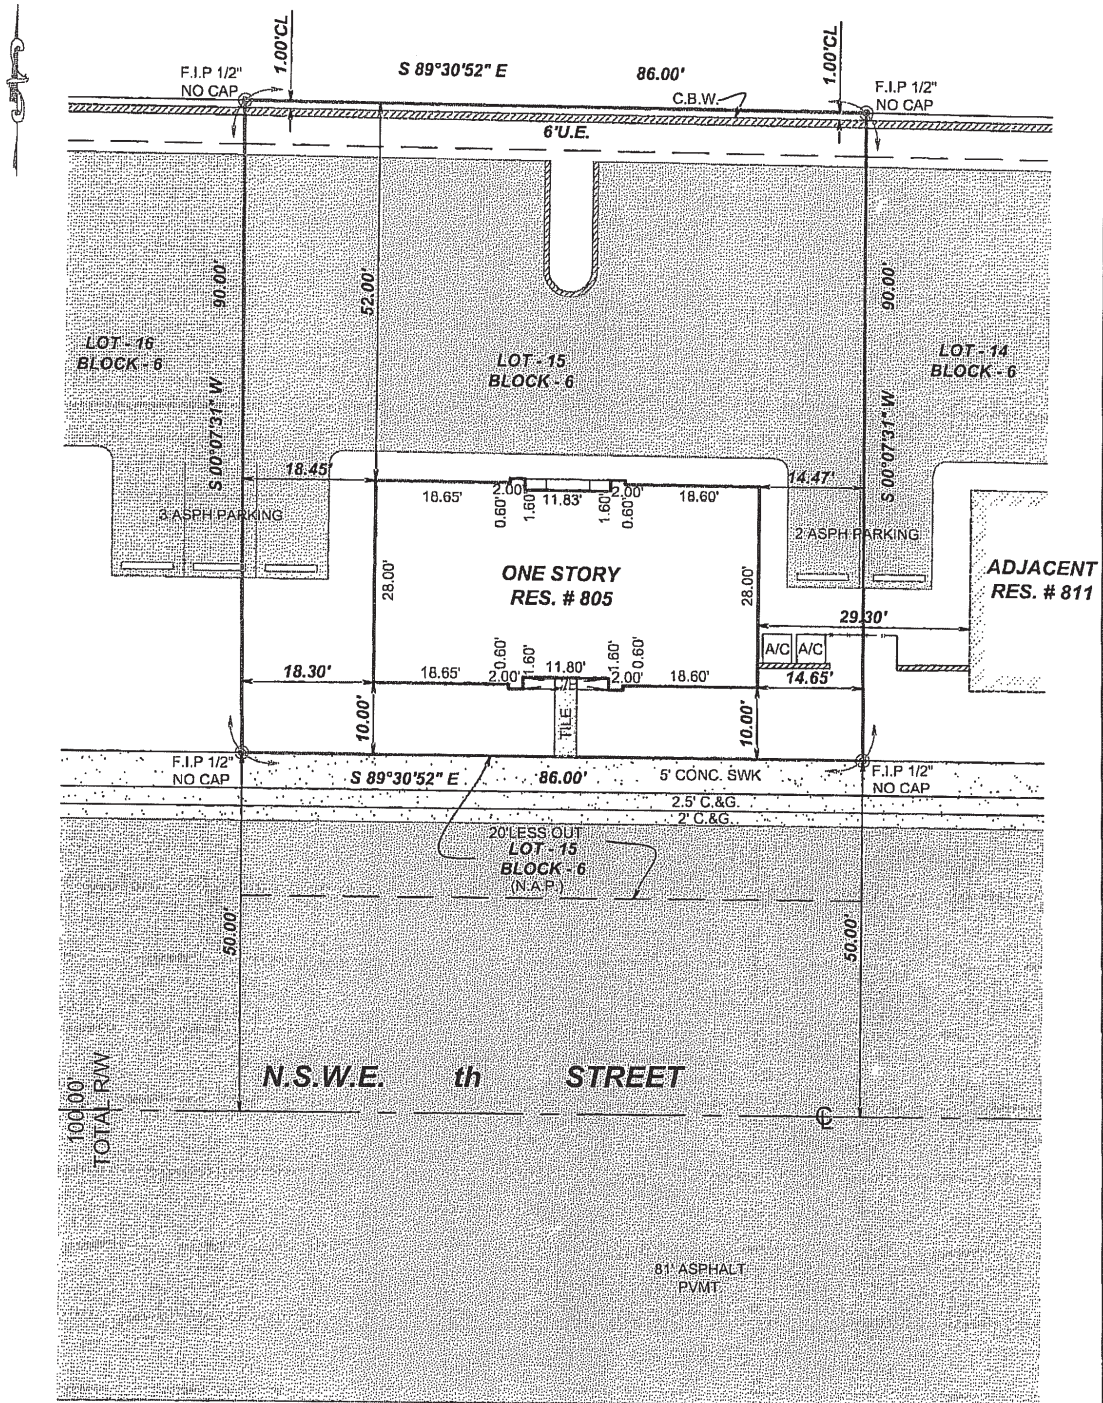 1.00'CL
1.00'CL
S 89°30'52" E
86.00'
F.I.P 1/2"
NO CAP
F.I.P 1/2"
NO CAP
C.B.W.
6'U.E.
90.00'
52.00'
90.00'
LOT - 16
BLOCK - 6
LOT - 15
BLOCK - 6
LOT - 14
BLOCK - 6
S 00°07'31" W
S 00°07'31" W
18.45'
14.47'
18.65'
2.00'
0.60'
1.60'
11.83'
1.60'
2.00'
0.60'
18.60'
3 ASPH PARKING
2 ASPH PARKING
28.00'
ONE STORY
RES. # 805
28.00'
ADJACENT
RES. # 811
29.30'
A/C
A/C
18.30'
18.65'
0.60'
2.00'
1.60'
11.80'
1.60'
0.60'
2.00'
18.60'
14.65'
10.00'
TILE
10.00'
F.I.P 1/2"
NO CAP
S 89°30'52" E
86.00'
5' CONC. SWK
F.I.P 1/2"
NO CAP
2.5' C.&G.
2' C.&G.
20'LESS OUT
LOT - 15
BLOCK - 6
(N.A.P.)
50.00'
50.00'
N.S.W.E. th STREET
100.00'
TOTAL R/W
CL
81' ASPHALT
PVMT.